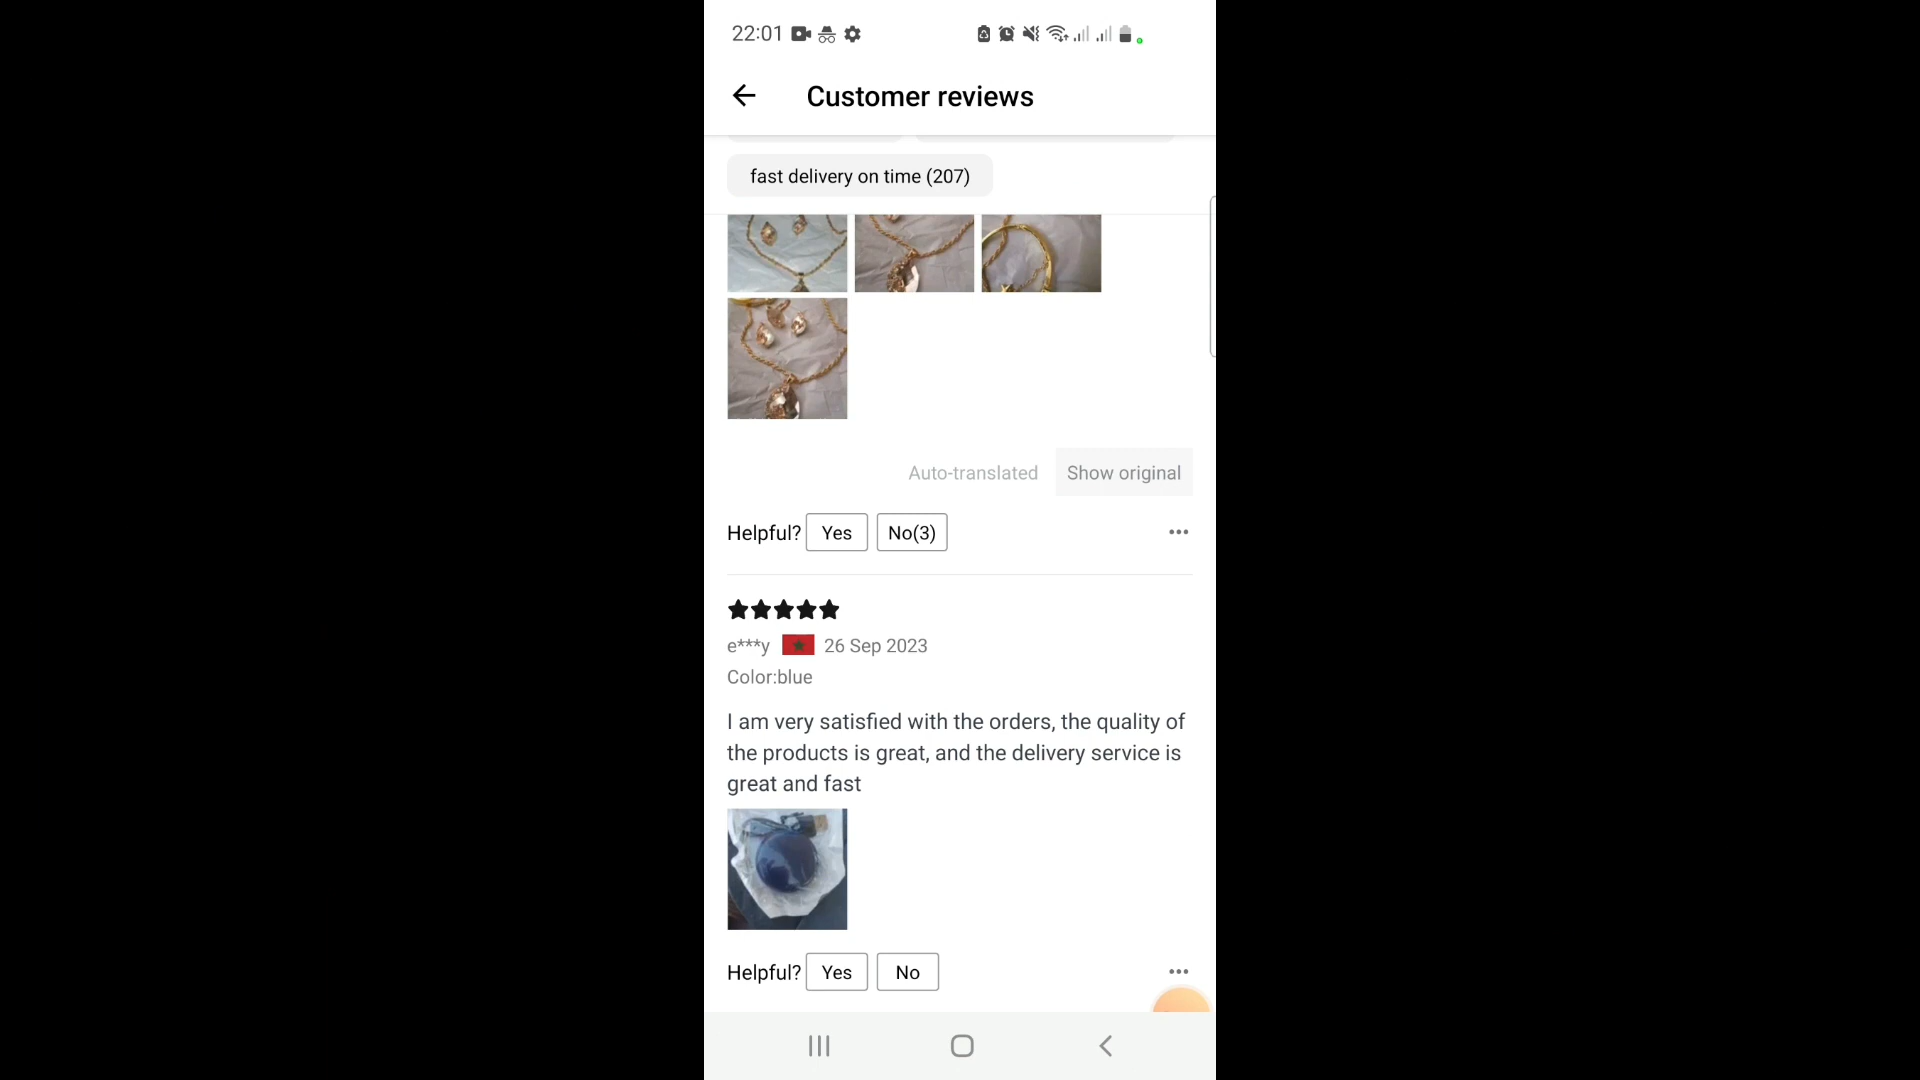 22:01
Customer reviews
fast delivery on time (207)
Auto-translated Show original
Helpful? Yes No(3)
e***y 26 Sep 2023
Color:blue
I am very satisfied with the orders, the quality of
the products is great, and the delivery service is
great and fast
Helpful? Yes No